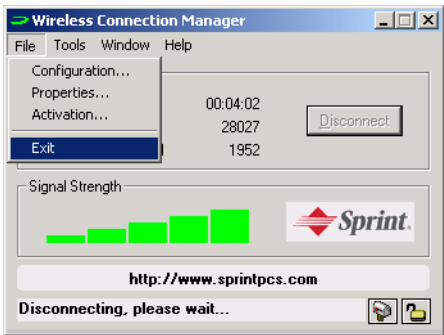 Wireless Connection Manager
File Tools Window Help
Configuration...
Properties...
Activation...
Exit
00:04:02
28027
1952
Disconnect
Signal Strength
Sprint.
http://www.sprintpcs.com
Disconnecting, please wait...